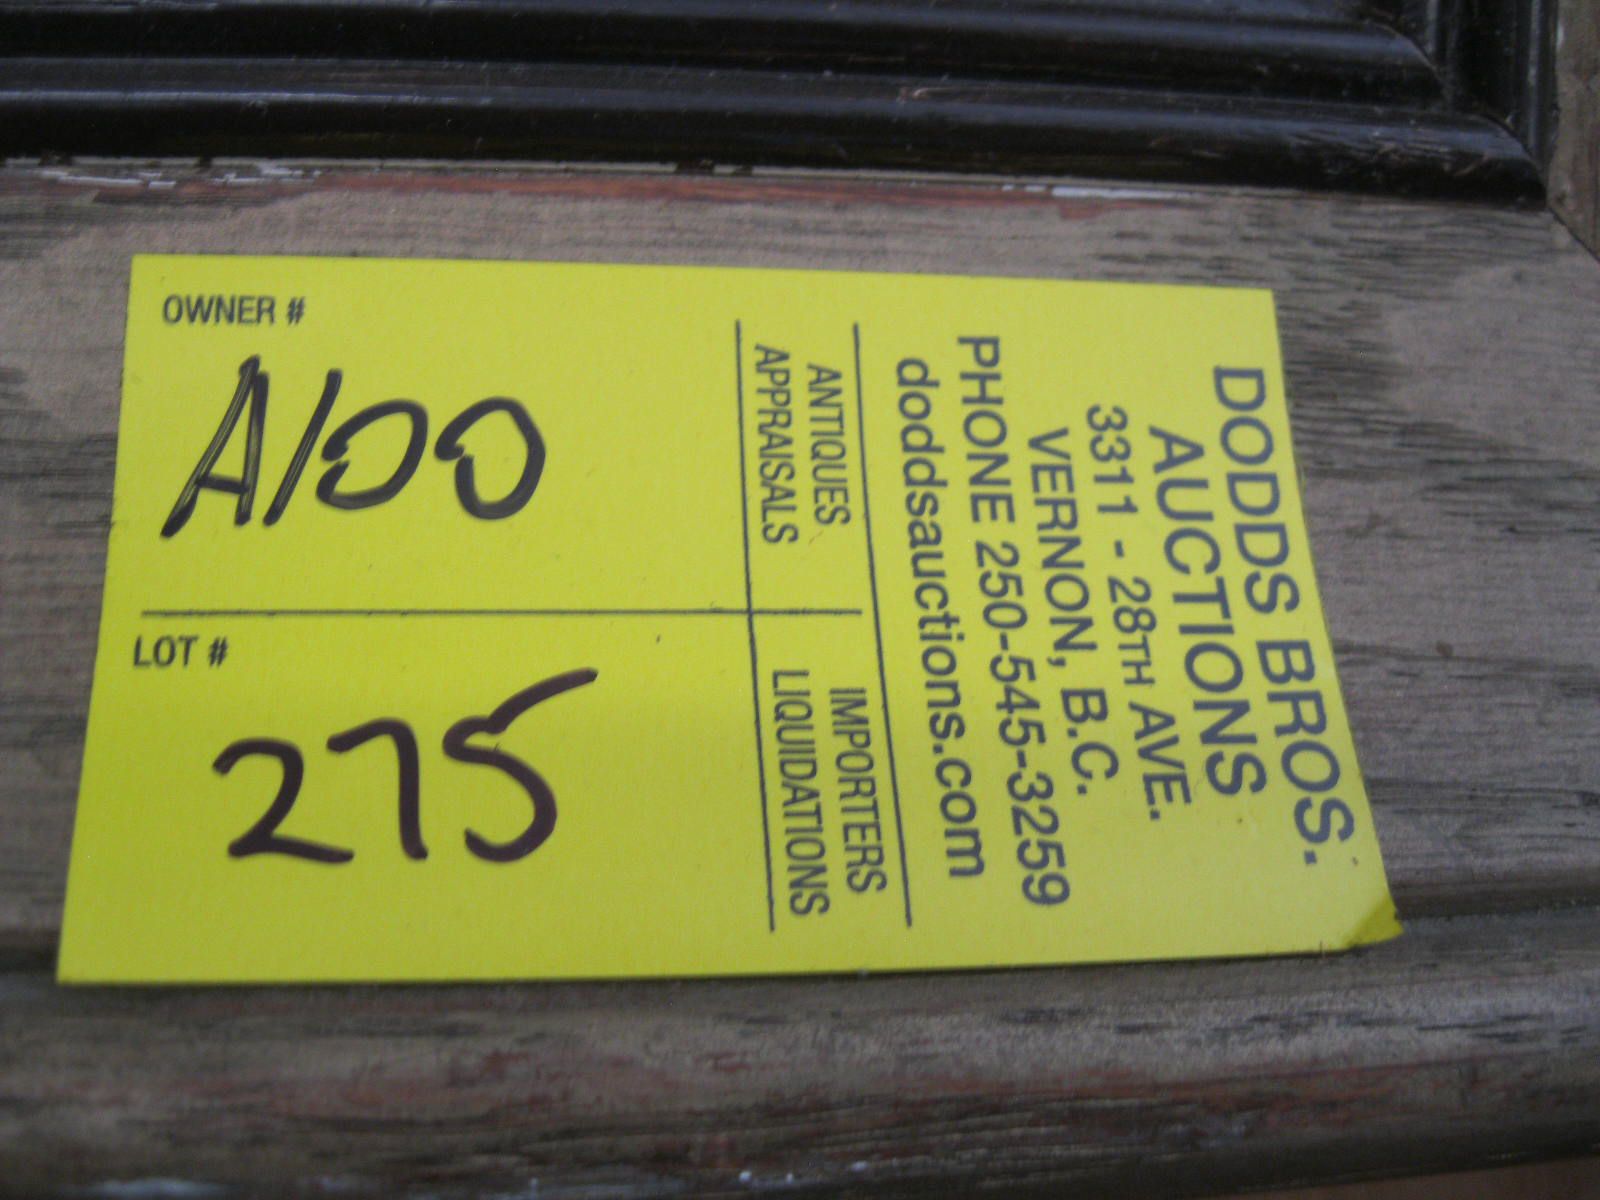 OWNER #
A100
LOT #
275
DODDS BROS.
AUCTIONS
3311 - 28TH AVE.
VERNON, B.C.
PHONE 250-545-3259
doddsauctions.com
ANTIQUES
APPRAISALS
IMPORTERS
LIQUIDATIONS